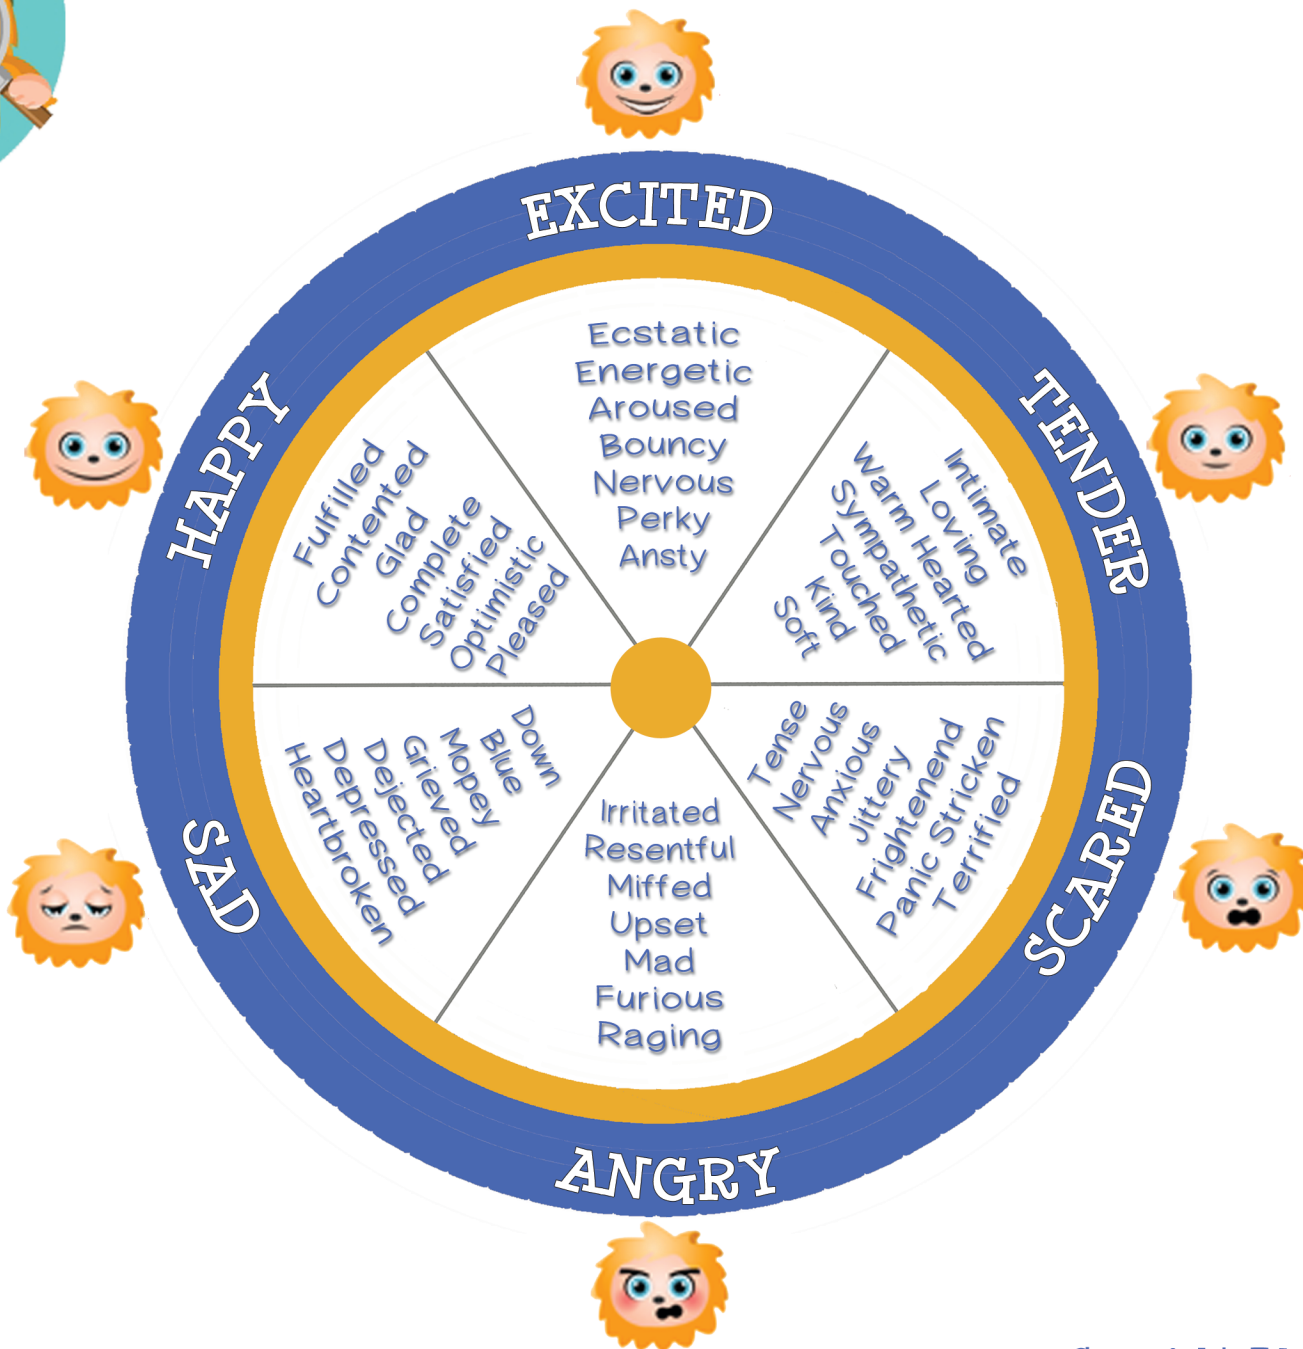 EXCITED
Ecstatic
Energetic
Aroused
Bouncy
Nervous
Perky
Ansty
TENDER
Intimate
Loving
Warm Hearted
Sympathetic
Touched
Kind
Soft
SCARED
Tense
Nervous
Anxious
Jittery
Frightenend
Panic Stricken
Terrified
ANGRY
Irritated
Resentful
Miffed
Upset
Mad
Furious
Raging
SAD
Down
Blue
Mopey
Grieved
Dejected
Depressed
Heartbroken
HAPPY
Fulfilled
Contented
Glad
Complete
Satisfied
Optimistic
Pleased